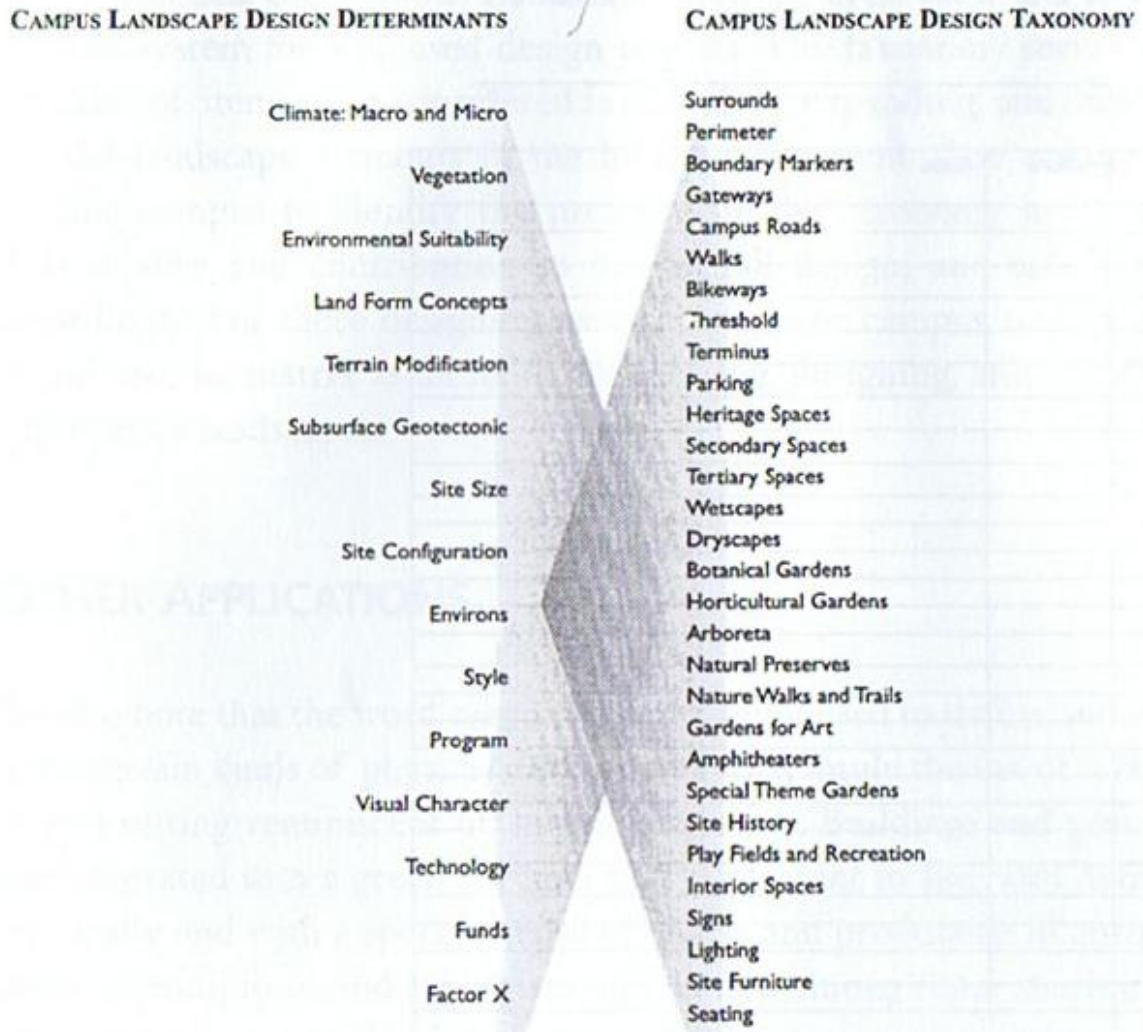 CAMPUS LANDSCAPE DESIGN DETERMINANTS
Climate: Macro and Micro
Vegetation
Environmental Suitability
Land Form Concepts
Terrain Modification
Subsurface Geotectonic
Site Size
Site Configuration
Environs
Style
Program
Visual Character
Technology
Funds
Factor X
CAMPUS LANDSCAPE DESIGN TAXONOMY
Surrounds
Perimeter
Boundary Markers
Gateways
Campus Roads
Walks
Bikeways
Threshold
Terminus
Parking
Heritage Spaces
Secondary Spaces
Tertiary Spaces
Wetscapes
Dryscapes
Botanical Gardens
Horticultural Gardens
Arboreta
Natural Preserves
Nature Walks and Trails
Gardens for Art
Amphitheaters
Special Theme Gardens
Site History
Play Fields and Recreation
Interior Spaces
Signs
Lighting
Site Furniture
Seating